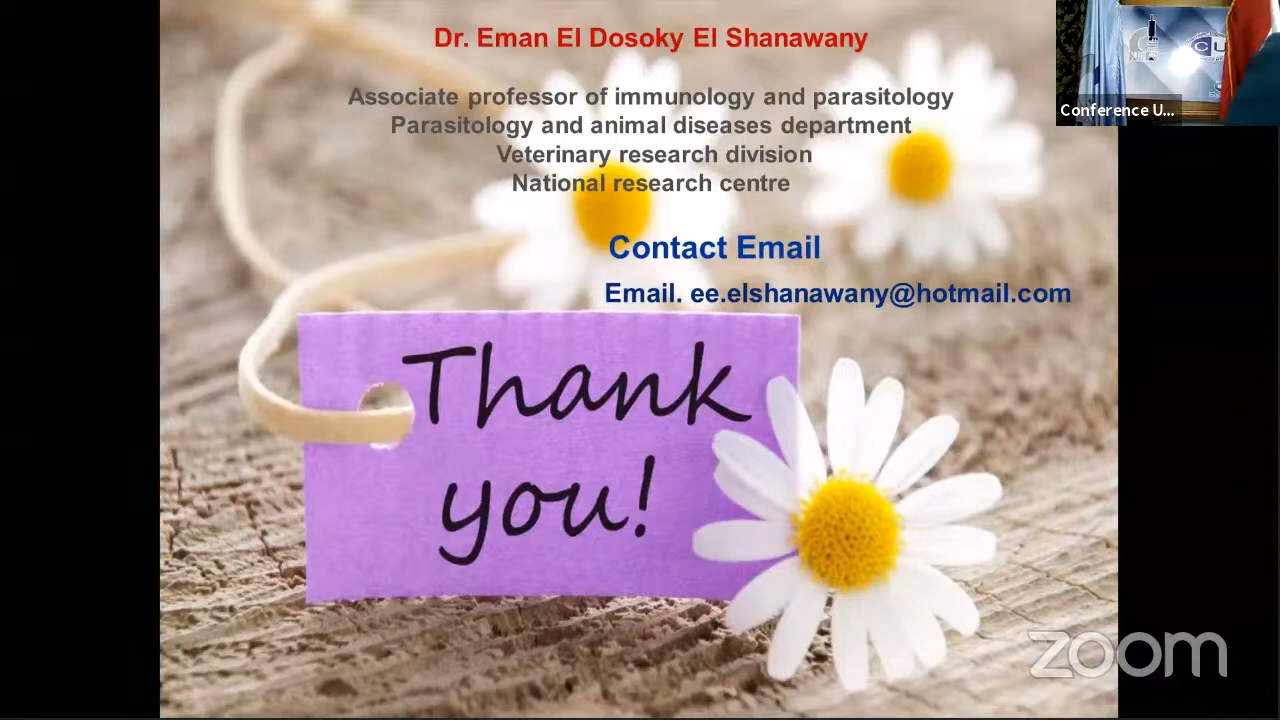 Dr. Eman El Dosoky El Shanawany
Associate professor of immunology and parasitology
Parasitology and animal diseases department
Veterinary research division
National research centre
Contact Email
Email. ee.elshanawany@hotmail.com
Thank
you!
Conference U...
zoom